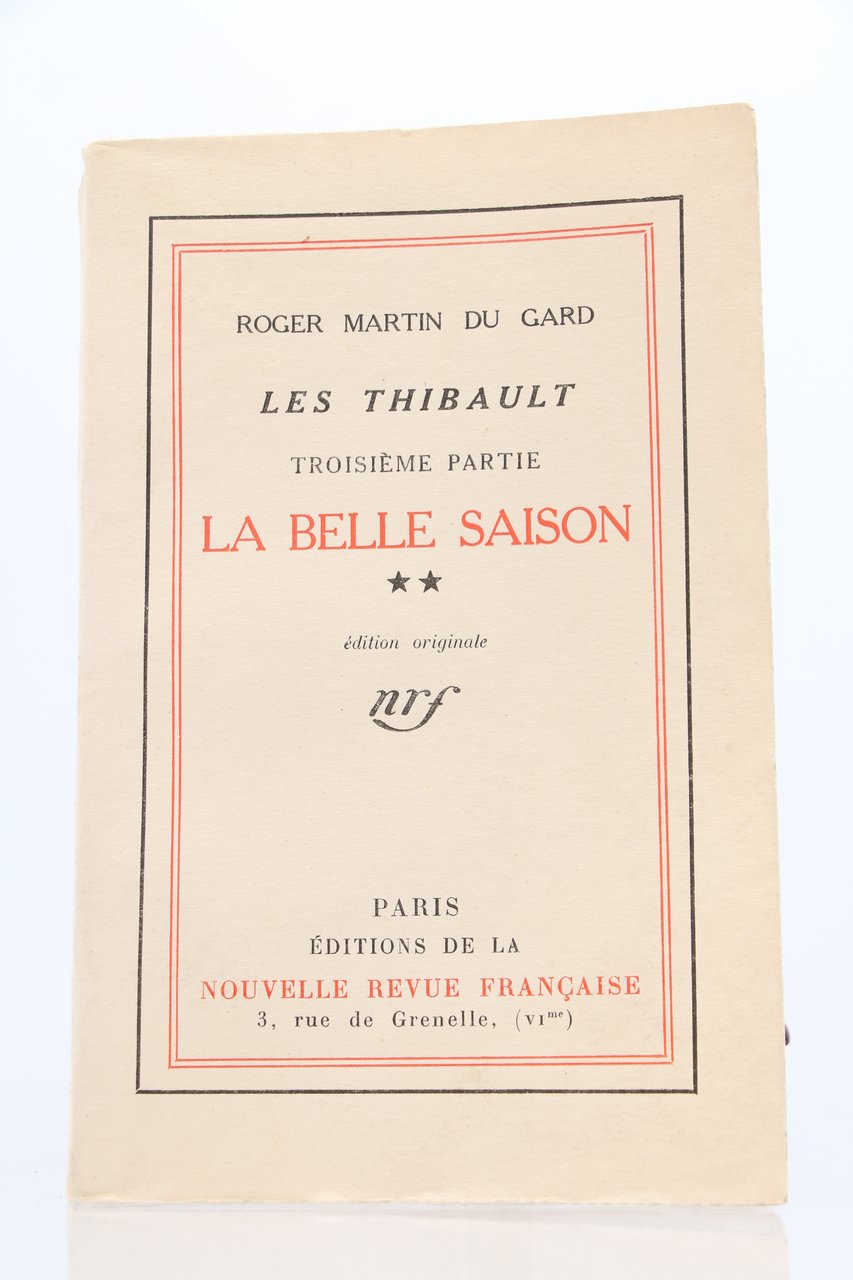 ROGER MARTIN DU GARD
LES THIBAULT
TROISIÈME PARTIE
LA BELLE SAISON
★★
édition originale
nrf
PARIS
ÉDITIONS DE LA
NOUVELLE REVUE FRANÇAISE
3, rue de Grenelle, (VIme)